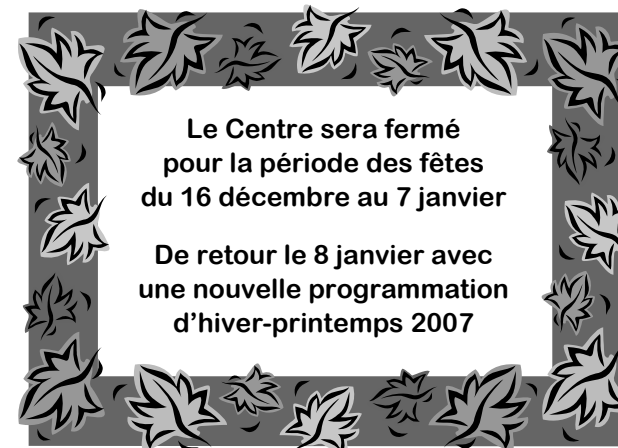 Le Centre sera fermé
pour la période des fêtes
du 16 décembre au 7 janvier
De retour le 8 janvier avec
une nouvelle programmation
d’hiver-printemps 2007